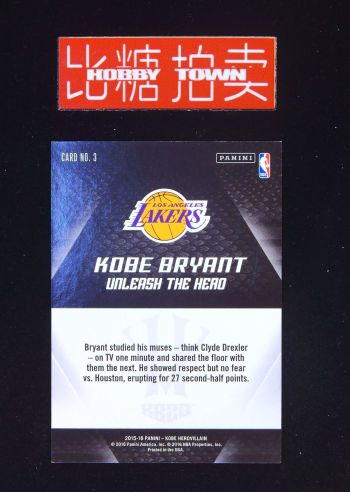 比糖拍卖
HOBBY TOWN
CARD NO. 3
PANINI
NBA
LOS ANGELES
LAKERS
KOBE BRYANT
UNLEASH THE HERO
Bryant studied his muses – think Clyde Drexler
– on TV one minute and shared the floor with
them the next. He showed respect but no fear
vs. Houston, erupting for 27 second-half points.
2015-16 PANINI – KOBE HEROVILLAIN
© 2016 Panini America, Inc. © 2016 NBA Properties, Inc.
Printed in the USA.